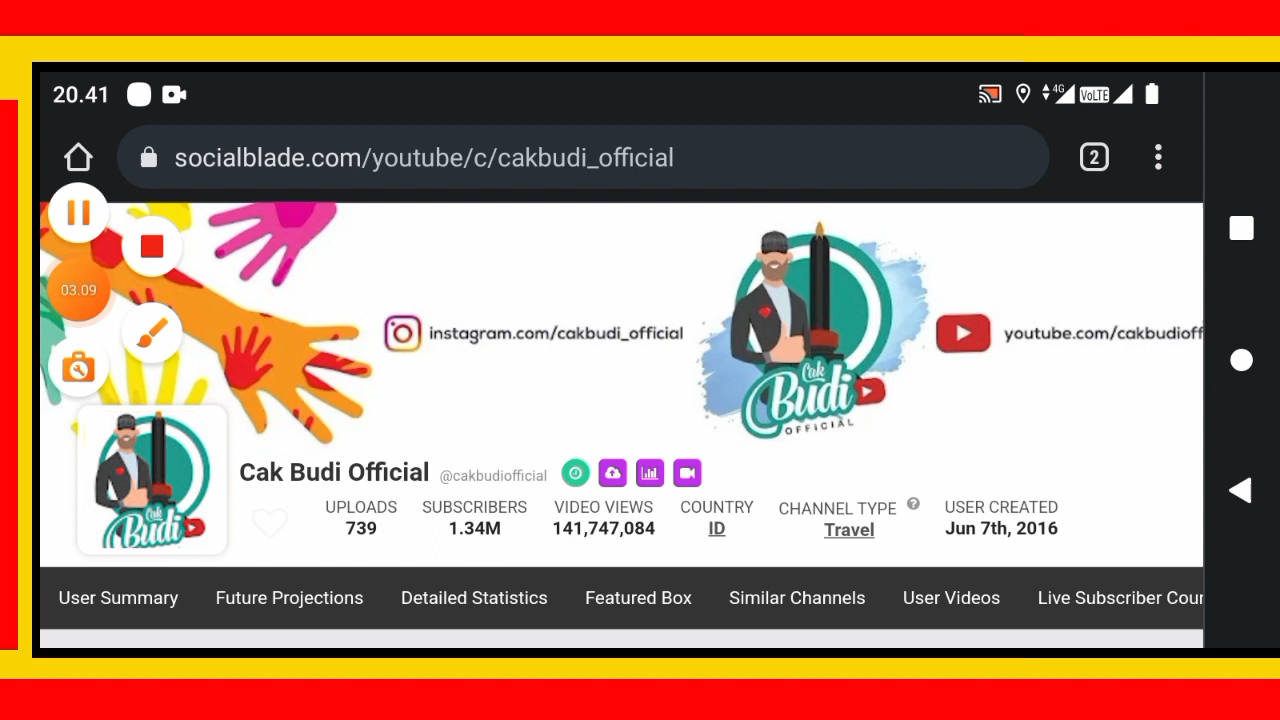 20.41
4G
VoLTE
socialblade.com/youtube/c/cakbudi_official
2
03.09
instagram.com/cakbudi_official
Cak
Budi
OFFICIAL
youtube.com/cakbudioff
Cak
Budi
Cak Budi Official @cakbudiofficial
UPLOADS SUBSCRIBERS VIDEO VIEWS COUNTRY CHANNEL TYPE ? USER CREATED
739 1.34M 141,747,084 ID Travel Jun 7th, 2016
User Summary Future Projections Detailed Statistics Featured Box Similar Channels User Videos Live Subscriber Cour